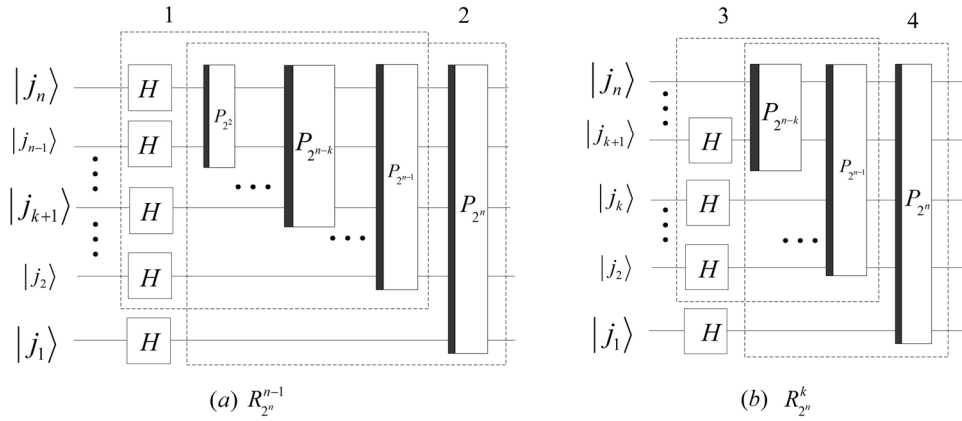 1 2
|j_n⟩ H P_{2^2} P_{2^{n-k}} P_{2^{n-1}} P_{2^n}
|j_{n-1}⟩ H
|j_{k+1}⟩ H
|j_2⟩ H
|j_1⟩ H
(a) R_{2^n}^{n-1}
3 4
|j_n⟩ P_{2^{n-k}} P_{2^{n-1}} P_{2^n}
|j_{k+1}⟩ H
|j_k⟩ H
|j_2⟩ H
|j_1⟩ H
(b) R_{2^n}^k